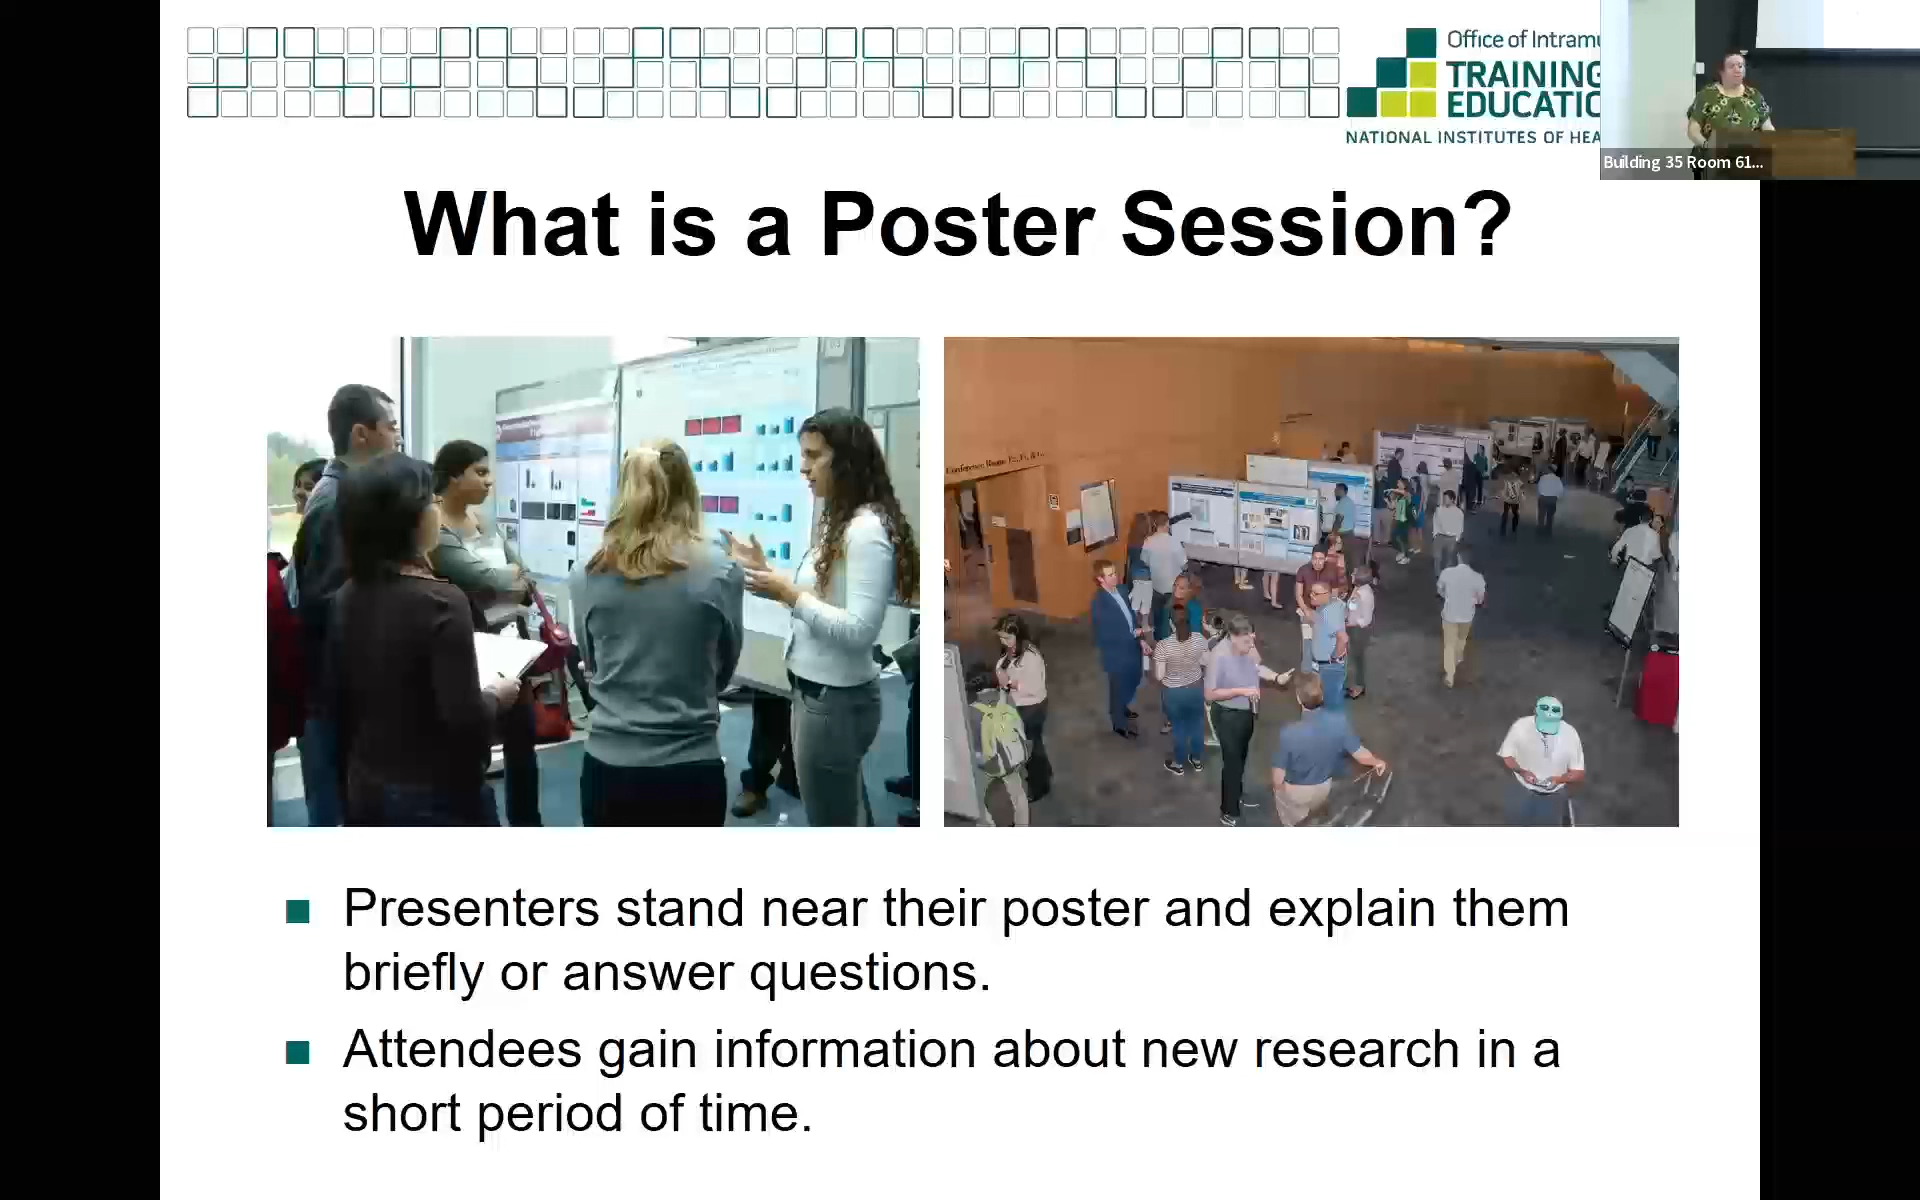 Office of Intramu
TRAINING
EDUCATIO
NATIONAL INSTITUTES OF HEA
Building 35 Room 61...
What is a Poster Session?
Presenters stand near their poster and explain them
briefly or answer questions.
Attendees gain information about new research in a
short period of time.